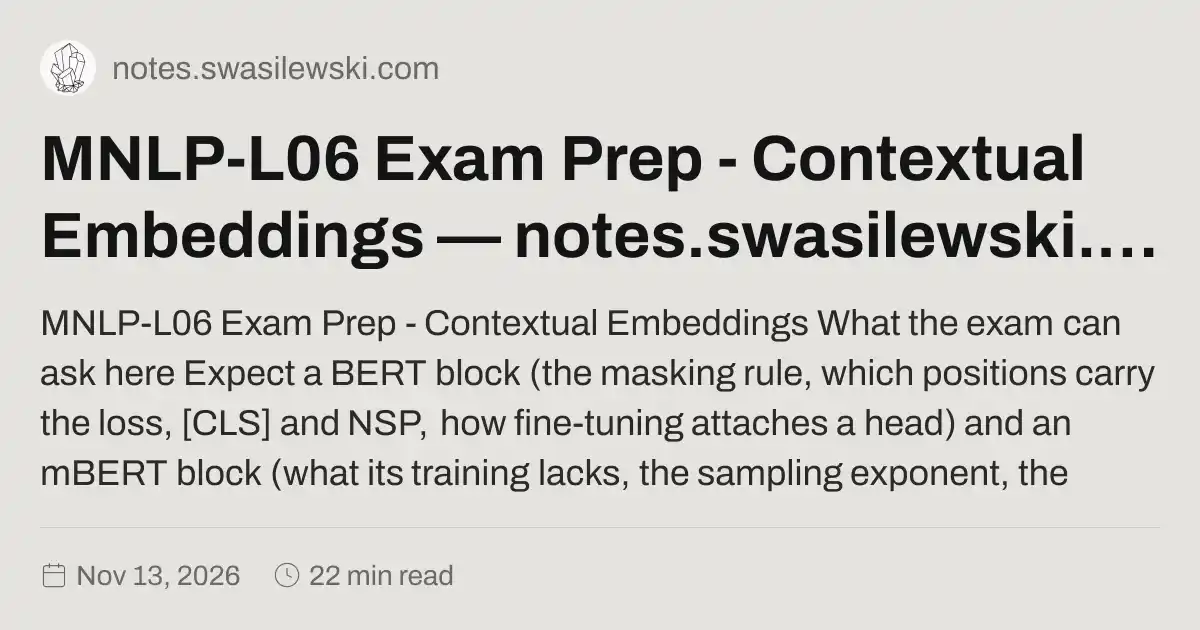 notes.swasilewski.com
MNLP-L06 Exam Prep - Contextual
Embeddings — notes.swasilewski.…
MNLP-L06 Exam Prep - Contextual Embeddings What the exam can
ask here Expect a BERT block (the masking rule, which positions carry
the loss, [CLS] and NSP, how fine-tuning attaches a head) and an
mBERT block (what its training lacks, the sampling exponent, the
Nov 13, 2026
22 min read